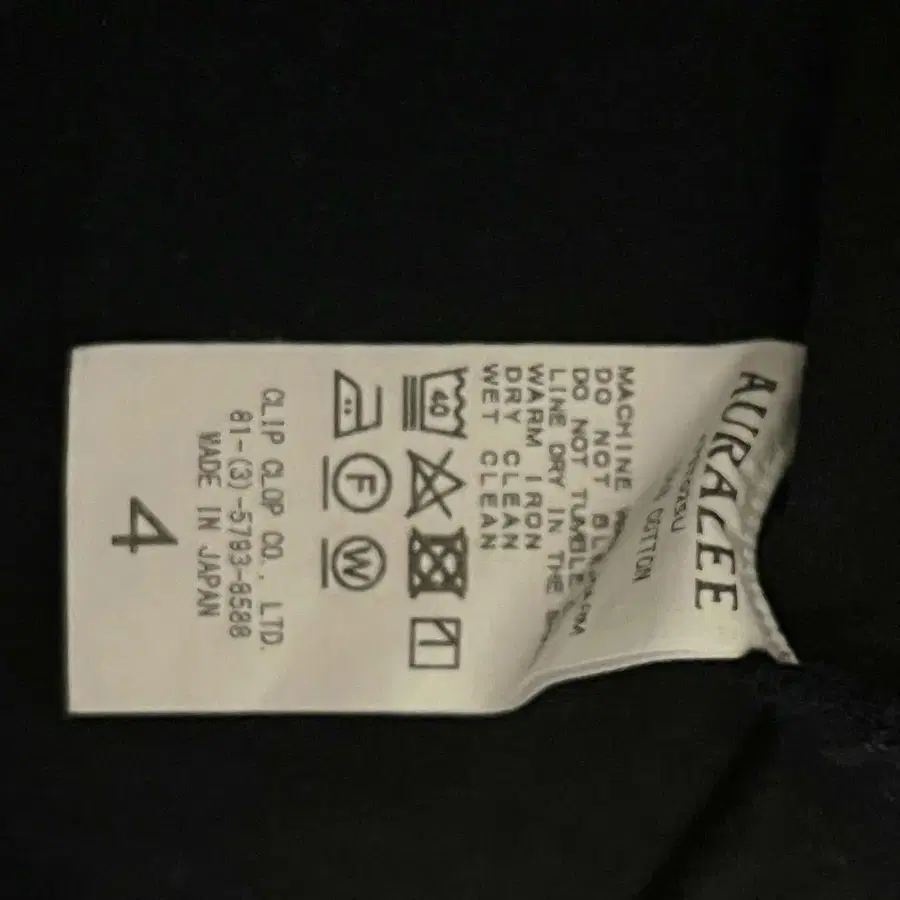 AURALEE
COTTON
MACHINE
DO NOT
DO NOT TUMBLE
LINE DRY IN THE
WARM IRON
DRY CLEAN
WET CLEAN
40
F W
CLIP CLOP CO., LTD.
81-(3)-5793-8588
MADE IN JAPAN
4